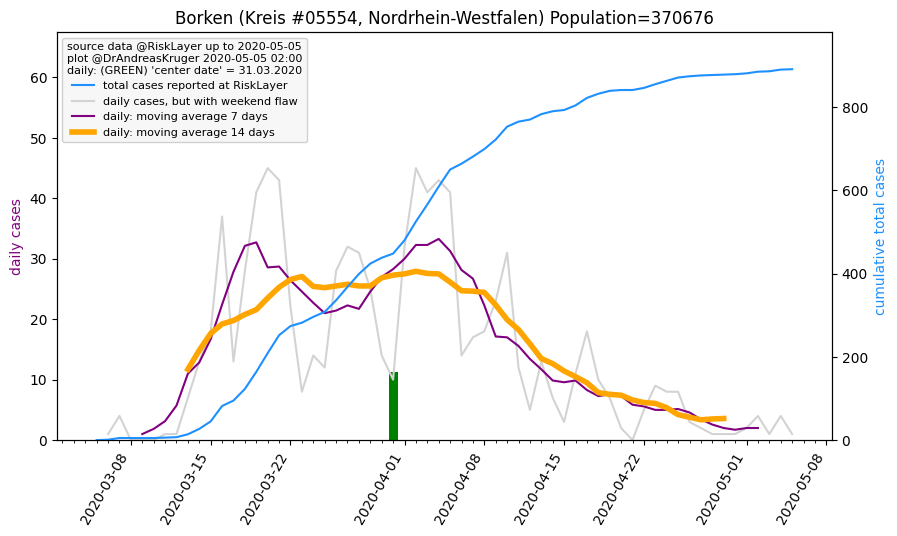 Borken (Kreis #05554, Nordrhein-Westfalen) Population=370676
source data @RiskLayer up to 2020-05-05
plot @DrAndreasKruger 2020-05-05 02:00
daily: (GREEN) 'center date' = 31.03.2020
total cases reported at RiskLayer
daily cases, but with weekend flaw
daily: moving average 7 days
daily: moving average 14 days
daily cases
60
50
40
30
20
10
0
800
600
400
200
0
cumulative total cases
2020-03-08
2020-03-15
2020-03-22
2020-04-01
2020-04-08
2020-04-15
2020-04-22
2020-05-01
2020-05-08